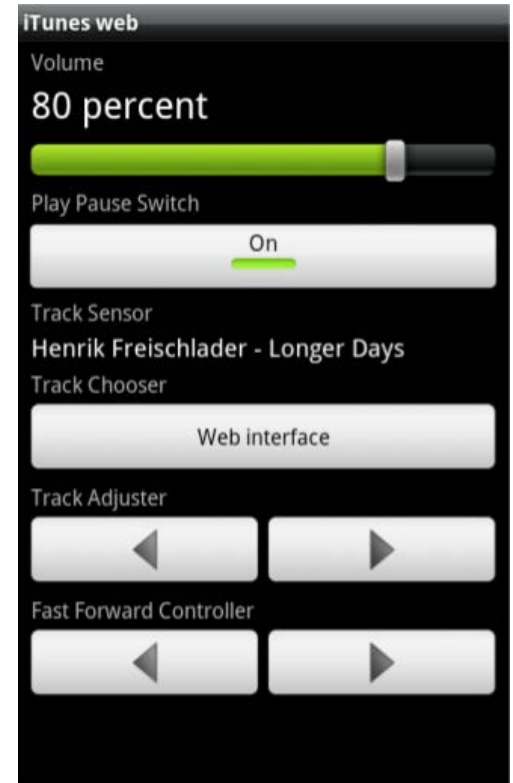 iTunes web
Volume
80 percent
Play Pause Switch
On
Track Sensor
Henrik Freischlader - Longer Days
Track Chooser
Web interface
Track Adjuster
Fast Forward Controller